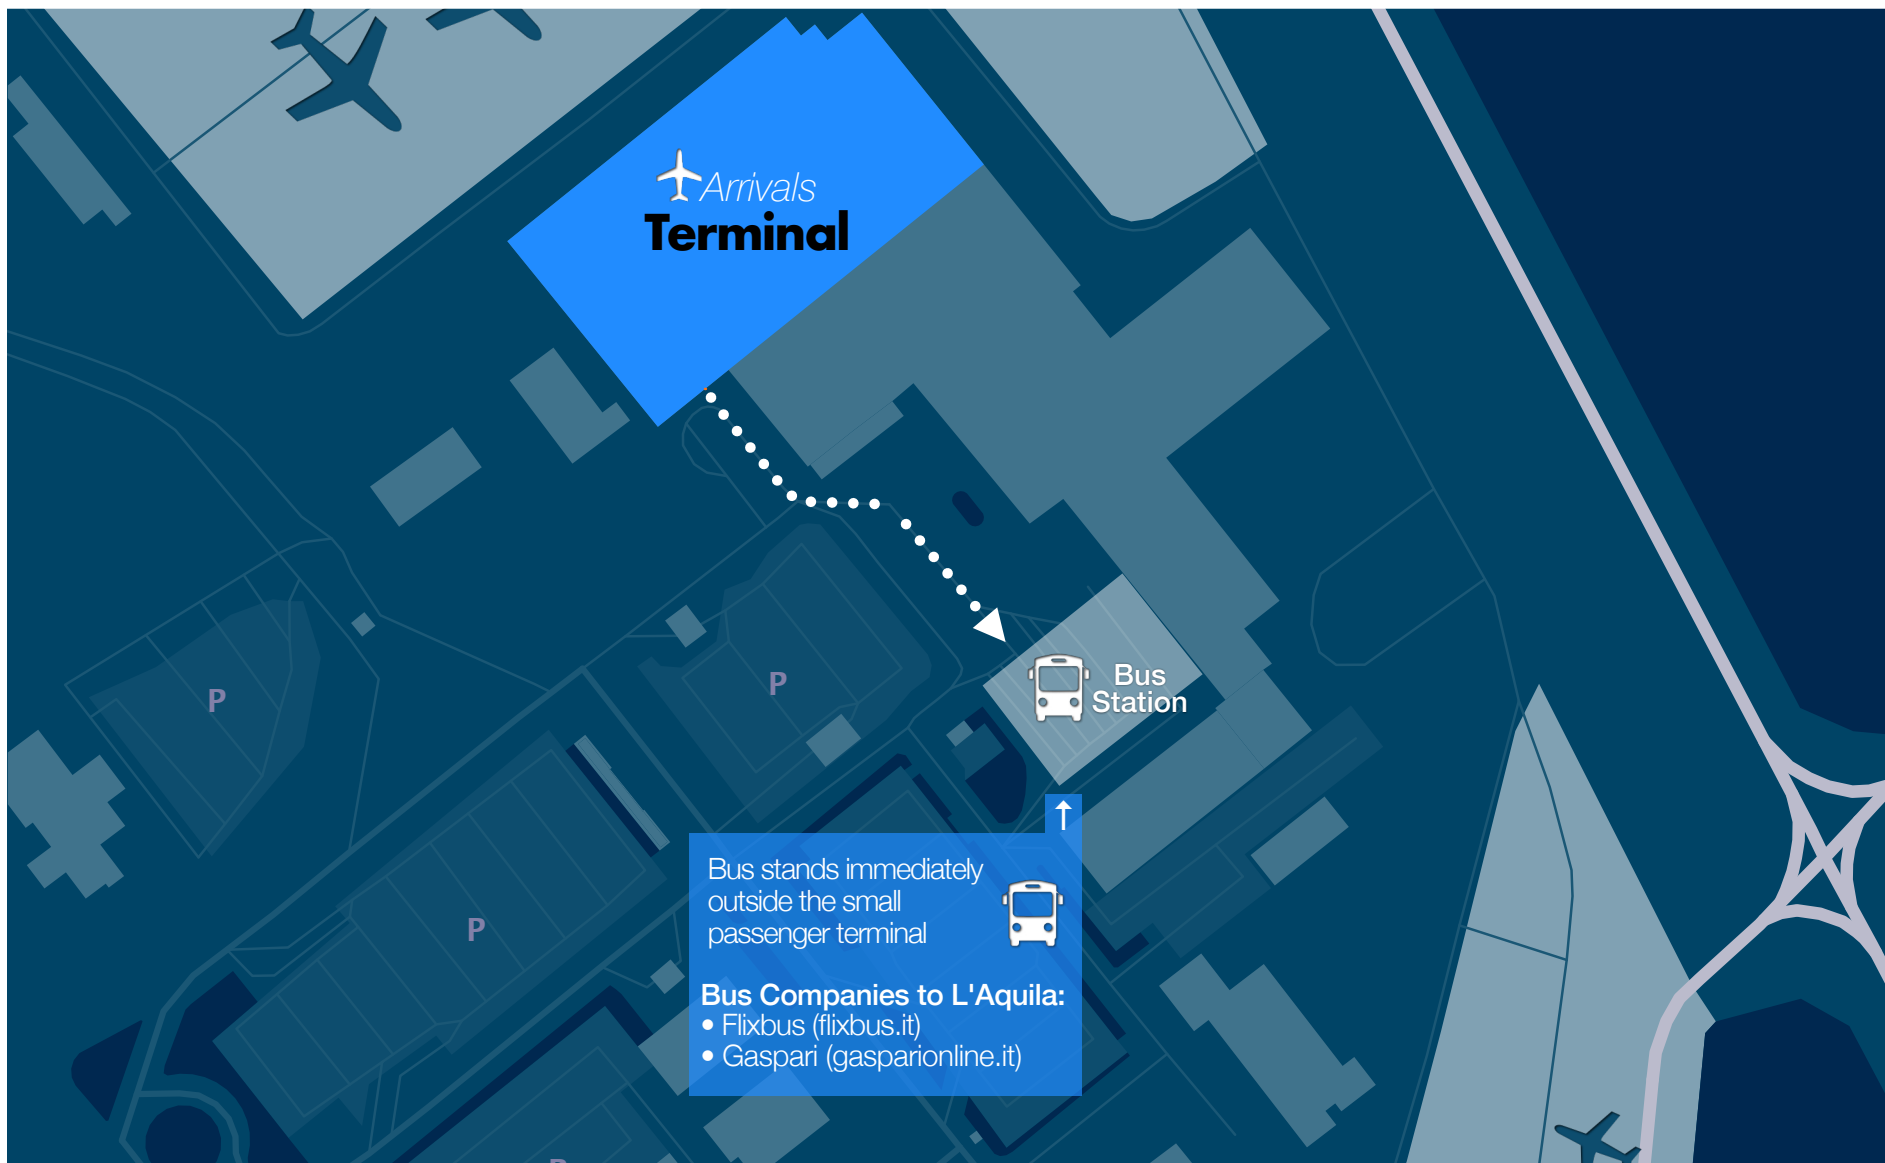 Arrivals
Terminal
P
P
Bus
Station
P
Bus stands immediately
outside the small
passenger terminal
Bus Companies to L'Aquila:
• Flixbus (flixbus.it)
• Gaspari (gasparionline.it)